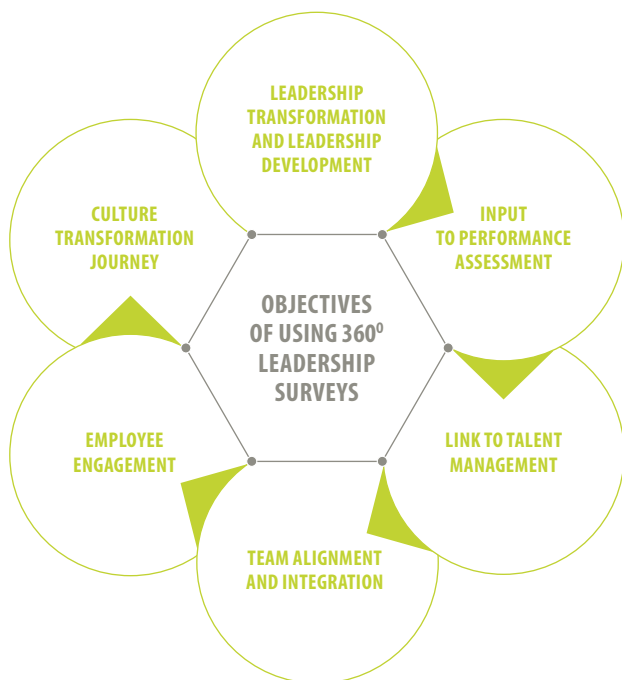 LEADERSHIP
TRANSFORMATION
AND LEADERSHIP
DEVELOPMENT
INPUT
TO PERFORMANCE
ASSESSMENT
LINK TO TALENT
MANAGEMENT
TEAM ALIGNMENT
AND INTEGRATION
EMPLOYEE
ENGAGEMENT
CULTURE
TRANSFORMATION
JOURNEY
OBJECTIVES
OF USING 360⁰
LEADERSHIP
SURVEYS